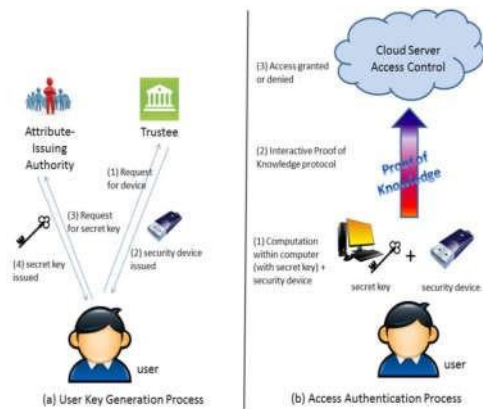 Attribute-
Issuing
Authority
Trustee
(1) Request
for device
(3) Request
for secret key
(2) security device
issued
(4) secret key
issued
user
(a) User Key Generation Process
Cloud Server
Access Control
(3) Access granted
or denied
(2) Interactive Proof of
Knowledge protocol
Proof of
Knowledge
(1) Computation
within computer
(with secret key) +
security device
+
secret key
security device
user
(b) Access Authentication Process